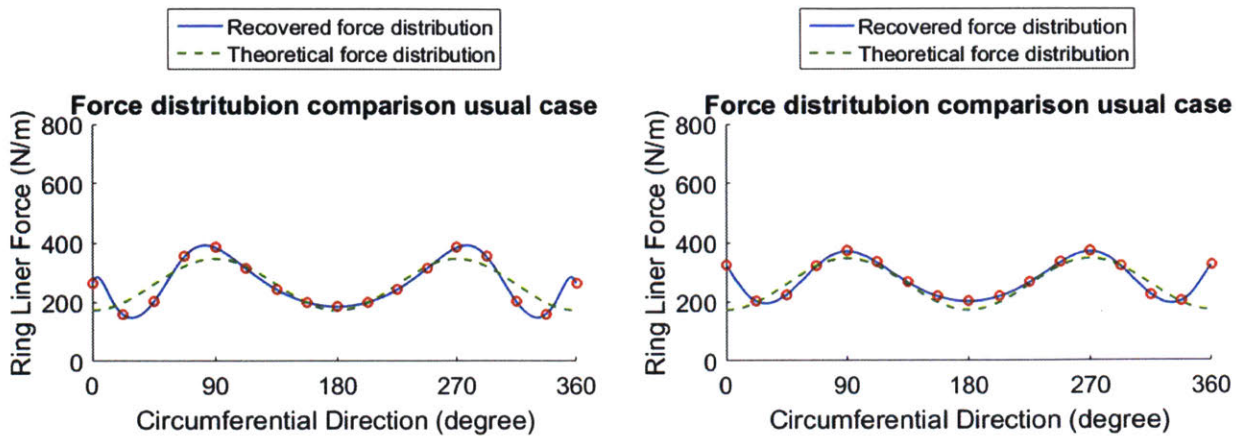 Recovered force distribution
Theoretical force distribution
Force distritubion comparison usual case
800
600
400
200
0
Ring Liner Force (N/m)
0 90 180 270 360
Circumferential Direction (degree)
Recovered force distribution
Theoretical force distribution
Force distritubion comparison usual case
800
600
400
200
0
Ring Liner Force (N/m)
0 90 180 270 360
Circumferential Direction (degree)